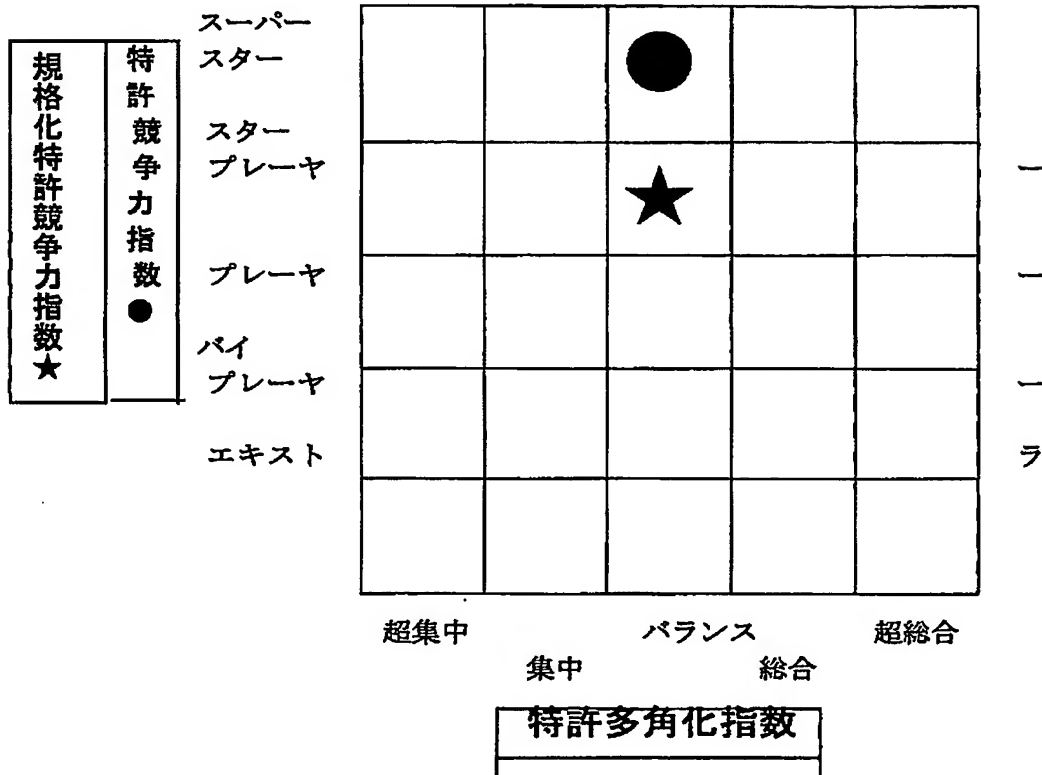 規格化特許競争力指数★
特許競争力指数●
スーパー
スター
スター
プレーヤー
プレーヤー
バイ
プレーヤー
エキストラ
超集中
バランス
超総合
集中
総合
特許多角化指数